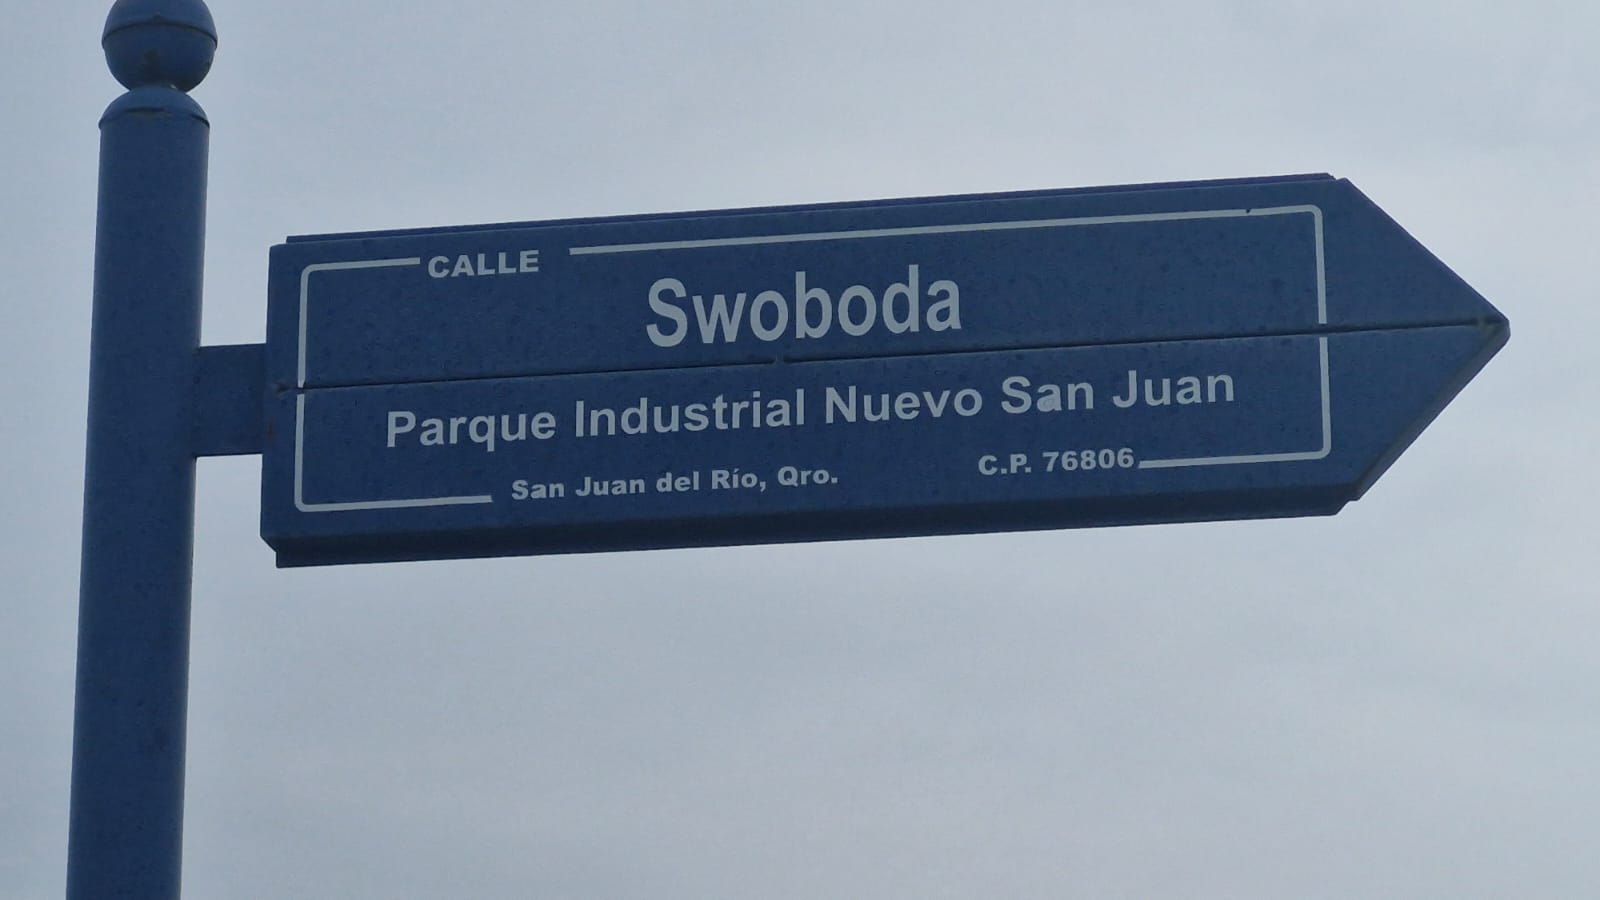 CALLE
Swoboda
Parque Industrial Nuevo San Juan
San Juan del Río, Qro. C.P. 76806